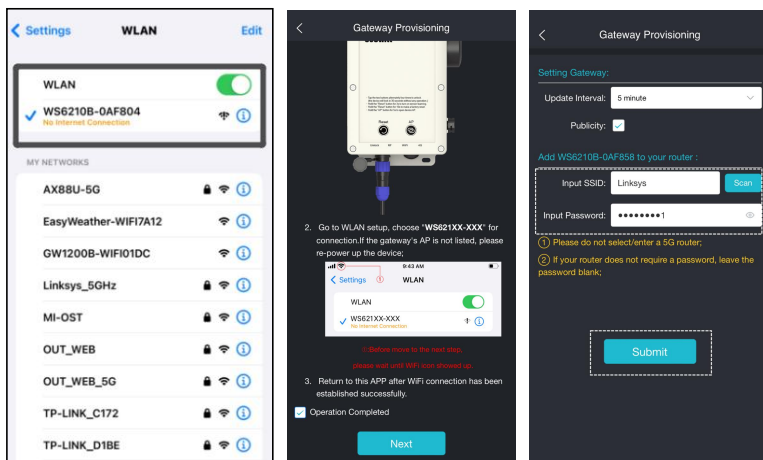 Settings WLAN Edit
WLAN
WS6210B-0AF804
No Internet Connection
MY NETWORKS
AX88U-5G
EasyWeather-WIFI7A12
GW1200B-WIFI01DC
Linksys_5GHz
MI-OST
OUT_WEB
OUT_WEB_5G
TP-LINK_C172
TP-LINK_D1BE
Gateway Provisioning
Reset AP
2. Go to WLAN setup, choose "WS621XX-XXX" for
connection.If the gateway's AP is not listed, please
re-power up the device;
9:43 AM
Settings ① WLAN
WLAN
WS621XX-XXX
No Internet Connection
①Before move to the next step,
please wait until WiFi icon showed up.
3. Return to this APP after WiFi connection has been
established successfully.
Operation Completed
Next
Gateway Provisioning
Setting Gateway:
Update Interval: 5 minute
Publicity:
Add WS6210B-0AF858 to your router :
Input SSID: Linksys Scan
Input Password: ●●●●●●●●1
① Please do not select/enter a 5G router;
② If your router does not require a password, leave the
password blank;
Submit